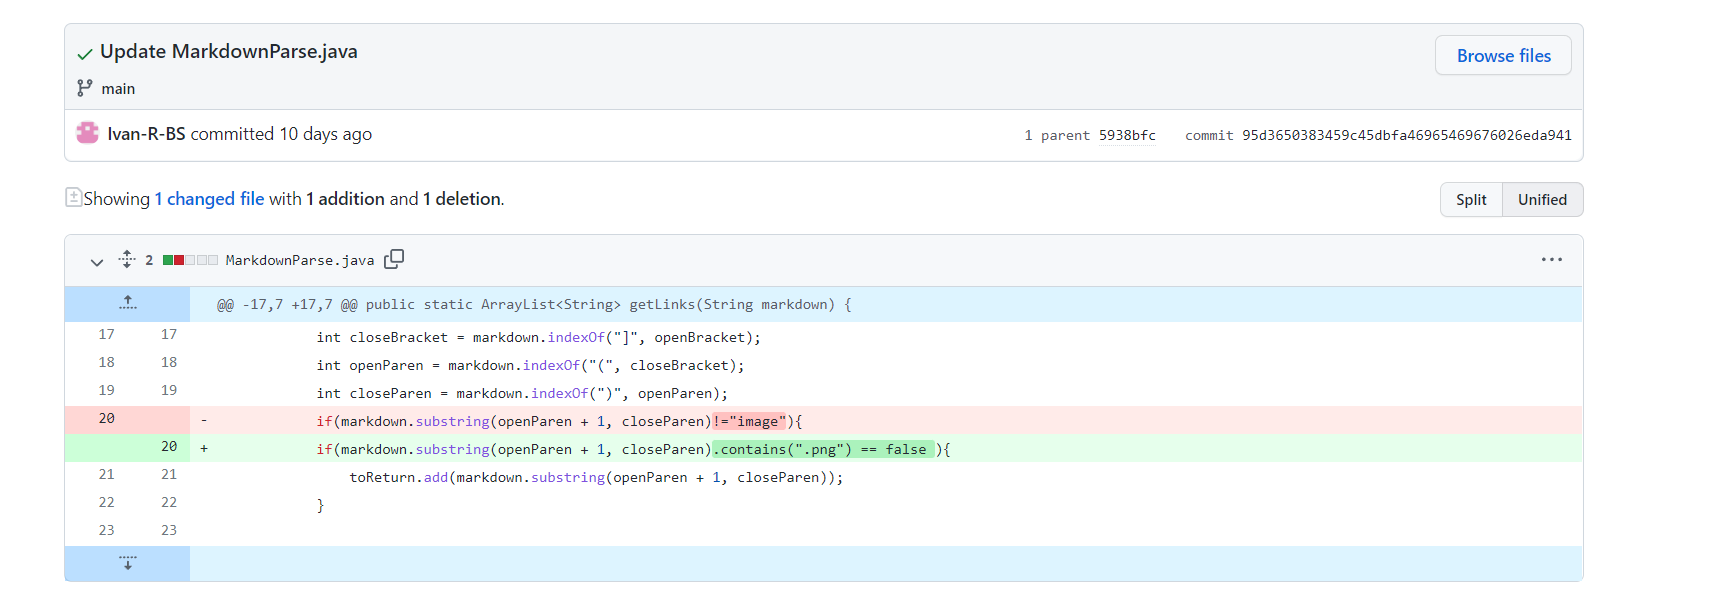 Update MarkdownParse.java
Browse files
main
Ivan-R-BS committed 10 days ago
1 parent 5938bfc commit 95d3650383459c45dbfa46965469676026eda941
Showing 1 changed file with 1 addition and 1 deletion.
Split Unified
2 MarkdownParse.java
@@ -17,7 +17,7 @@ public static ArrayList<String> getLinks(String markdown) {
17 17 int closeBracket = markdown.indexOf("]", openBracket);
18 18 int openParen = markdown.indexOf("(", closeBracket);
19 19 int closeParen = markdown.indexOf(")", openParen);
20 - if(markdown.substring(openParen + 1, closeParen)!="image"){
20 + if(markdown.substring(openParen + 1, closeParen).contains(".png") == false ){
21 21 toReturn.add(markdown.substring(openParen + 1, closeParen));
22 22 }
23 23